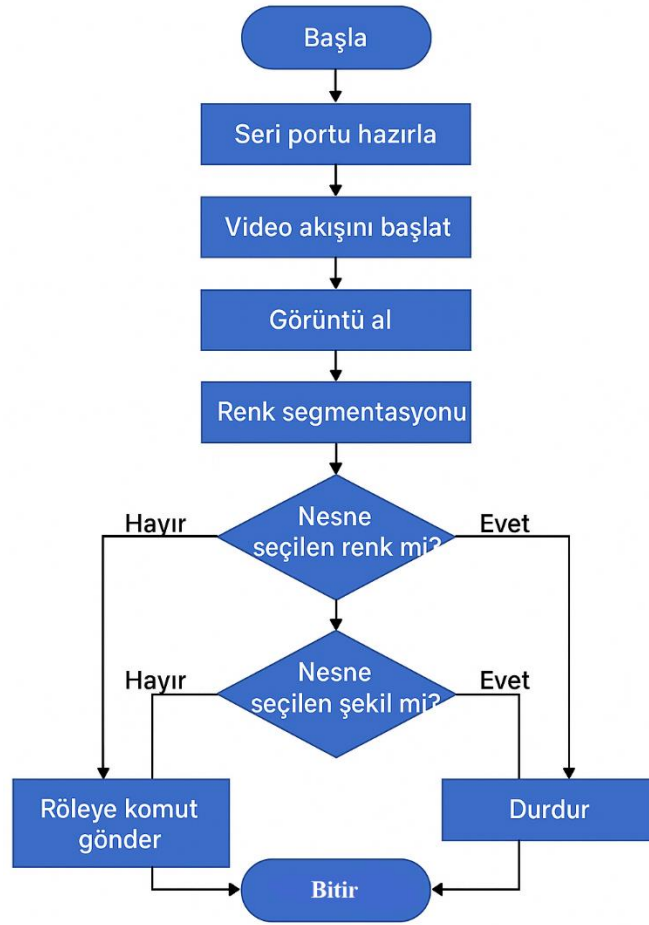 Başla
Seri portu hazırla
Video akışını başlat
Görüntü al
Renk segmentasyonu
Hayır
Nesne
seçilen renk mi?
Evet
Hayır
Nesne
seçilen şekil mi?
Evet
Röleye komut
gönder
Durdur
Bitir